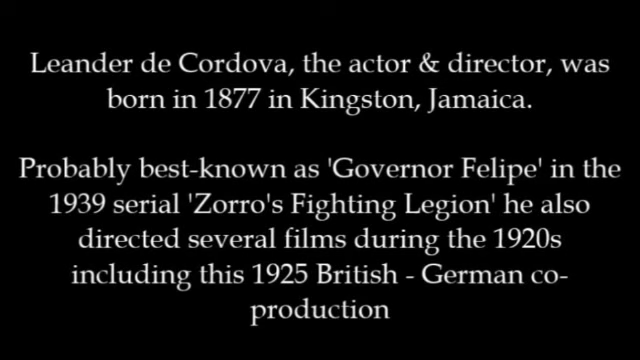 Leander de Cordova, the actor & director, was
born in 1877 in Kingston, Jamaica.
Probably best-known as 'Governor Felipe' in the
1939 serial 'Zorro's Fighting Legion' he also
directed several films during the 1920s
including this 1925 British - German co-
production